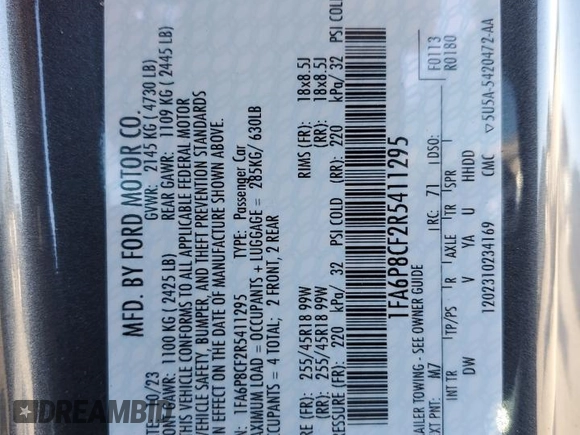 MFD. BY FORD MOTOR CO.
10/23 GVWR: 2145 KG ( 4730 LB)
1100 KG ( 2425 LB) REAR GAWR: 1109 KG ( 2445 LB)
THIS VEHICLE CONFORMS TO ALL APPLICABLE FEDERAL MOTOR
VEHICLE SAFETY, BUMPER, AND THEFT PREVENTION STANDARDS
IN EFFECT ON THE DATE OF MANUFACTURE SHOWN ABOVE.
1FA6P8CF2R5411295 TYPE: Passenger Car
MAXIMUM LOAD = OCCUPANTS + LUGGAGE = 285KG/ 630LB
OCCUPANTS = 4 TOTAL; 2 FRONT, 2 REAR
(FR): 255/45R18 99W RIMS (FR): 18x8.5J
(RR): 255/45R18 99W (RR): 18x8.5J
PRESSURE (FR): 220 kPa/ 32 PSI COLD (RR): 220 kPa/ 32 PSI COLD
1FA6P8CF2R5411295
TRAILER TOWING - SEE OWNER GUIDE
F0113
EXT PNT: M7 RC: 71 DSO: R0180
INT TR TP/PS R AXLE TR SPR
DW V YA U HHDD
1202310234169 CMC 5U5A-5420472-AA
DREAMBID